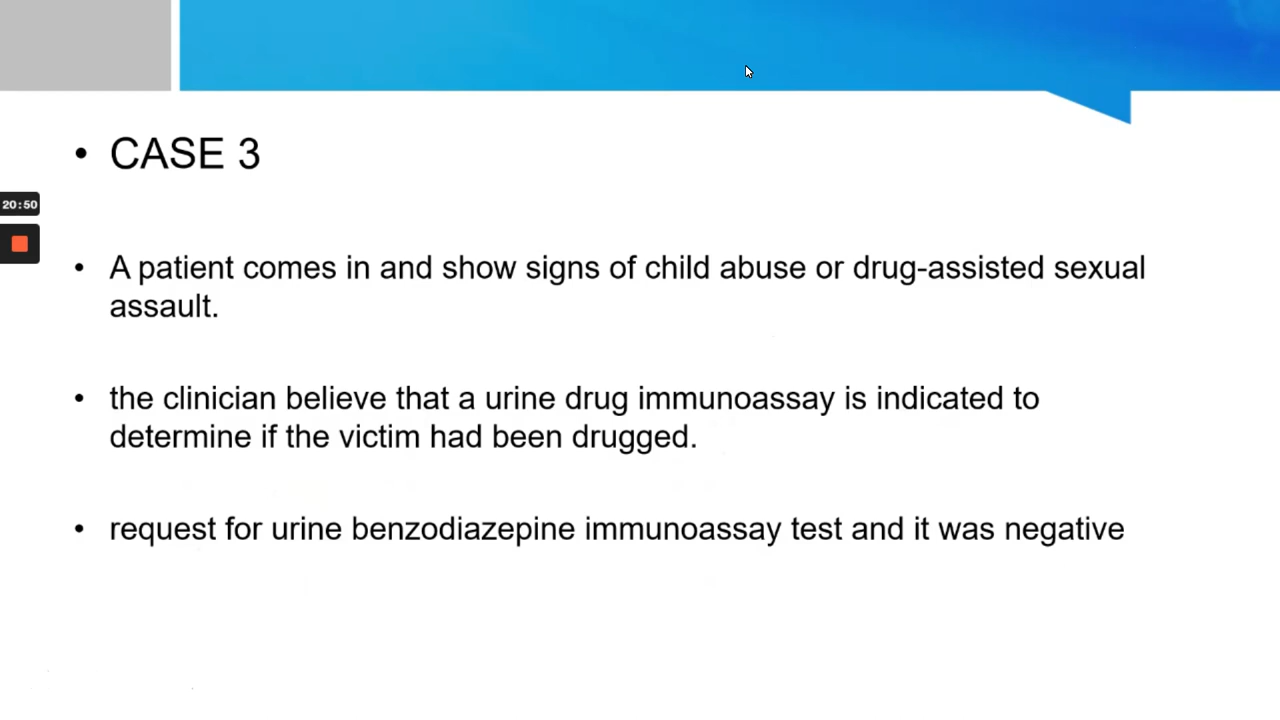 • CASE 3
20:50
• A patient comes in and show signs of child abuse or drug-assisted sexual
assault.
• the clinician believe that a urine drug immunoassay is indicated to
determine if the victim had been drugged.
• request for urine benzodiazepine immunoassay test and it was negative